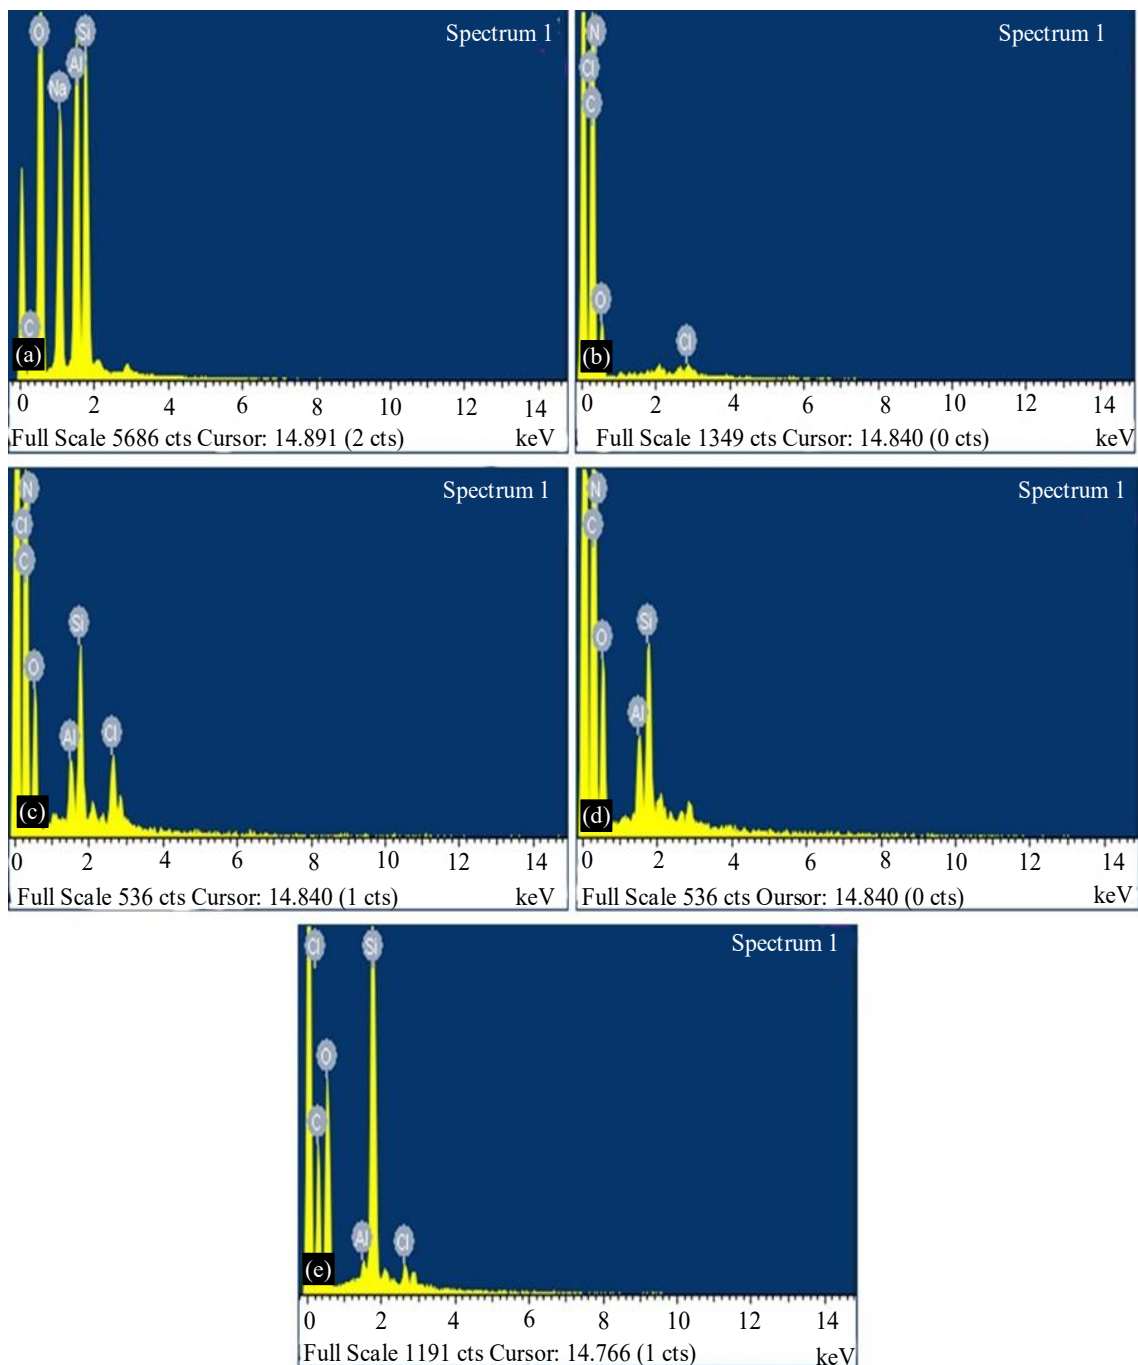 O
Si
Spectrum 1
Al
Na
C
(a)
0 2 4 6 8 10 12 14
Full Scale 5686 cts Cursor: 14.891 (2 cts) keV
N
Spectrum 1
Cl
C
O
Cl
(b)
0 2 4 6 8 10 12 14
Full Scale 1349 cts Cursor: 14.840 (0 cts) keV
N
Spectrum 1
Cl
C
Si
O
Al
Cl
(c)
0 2 4 6 8 10 12 14
Full Scale 536 cts Cursor: 14.840 (1 cts) keV
N
Spectrum 1
C
Si
O
Al
(d)
0 2 4 6 8 10 12 14
Full Scale 536 cts Oursor: 14.840 (0 cts) keV
Cl
Si
Spectrum 1
O
C
Al
Cl
(e)
0 2 4 6 8 10 12 14
Full Scale 1191 cts Cursor: 14.766 (1 cts) keV